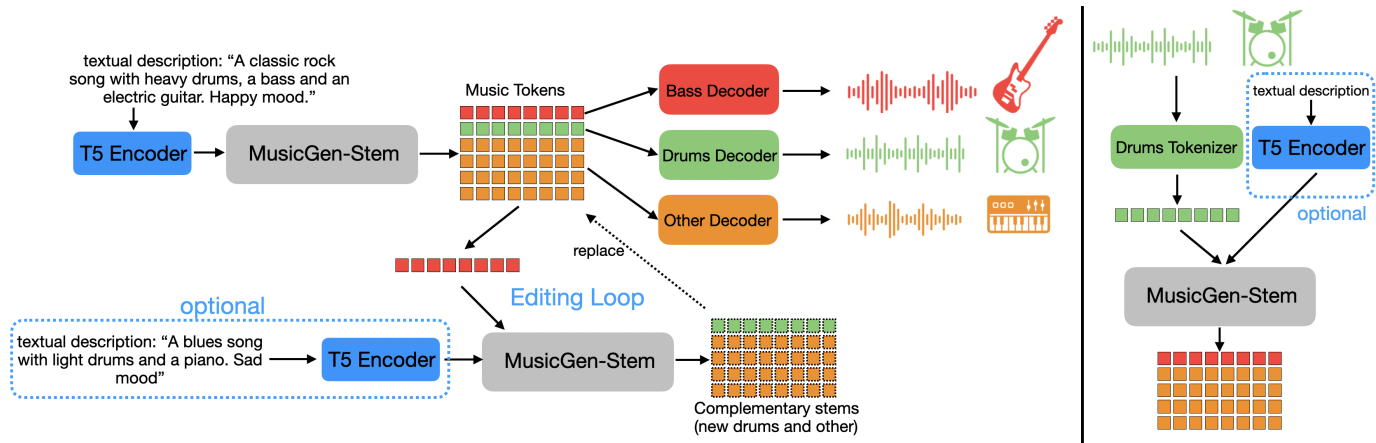 textual description: “A classic rock
song with heavy drums, a bass and an
electric guitar. Happy mood.”
T5 Encoder
MusicGen-Stem
Music Tokens
Bass Decoder
Drums Decoder
Other Decoder
replace
Editing Loop
optional
textual description: “A blues song
with light drums and a piano. Sad
mood”
T5 Encoder
MusicGen-Stem
Complementary stems
(new drums and other)
textual description
Drums Tokenizer
T5 Encoder
optional
MusicGen-Stem